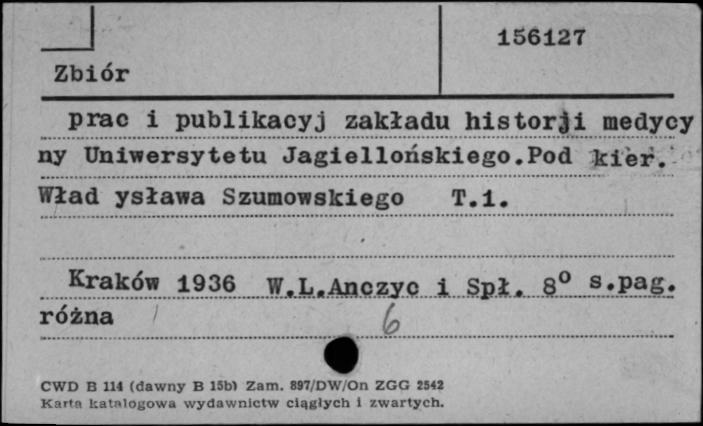 156127
Zbiór
prac i publikacyj zakładu historji medycy
ny Uniwersytetu Jagiellońskiego.Pod kier.
Wład ysława Szumowskiego T.1.
Kraków 1936 W.L.Anczyc i Spł. 8º s.pag.
różna
6
CWD B 114 (dawny B 15b) Zam. 897/DW/On ZGG 2542
Karta katalogowa wydawnictw ciągłych i zwartych.